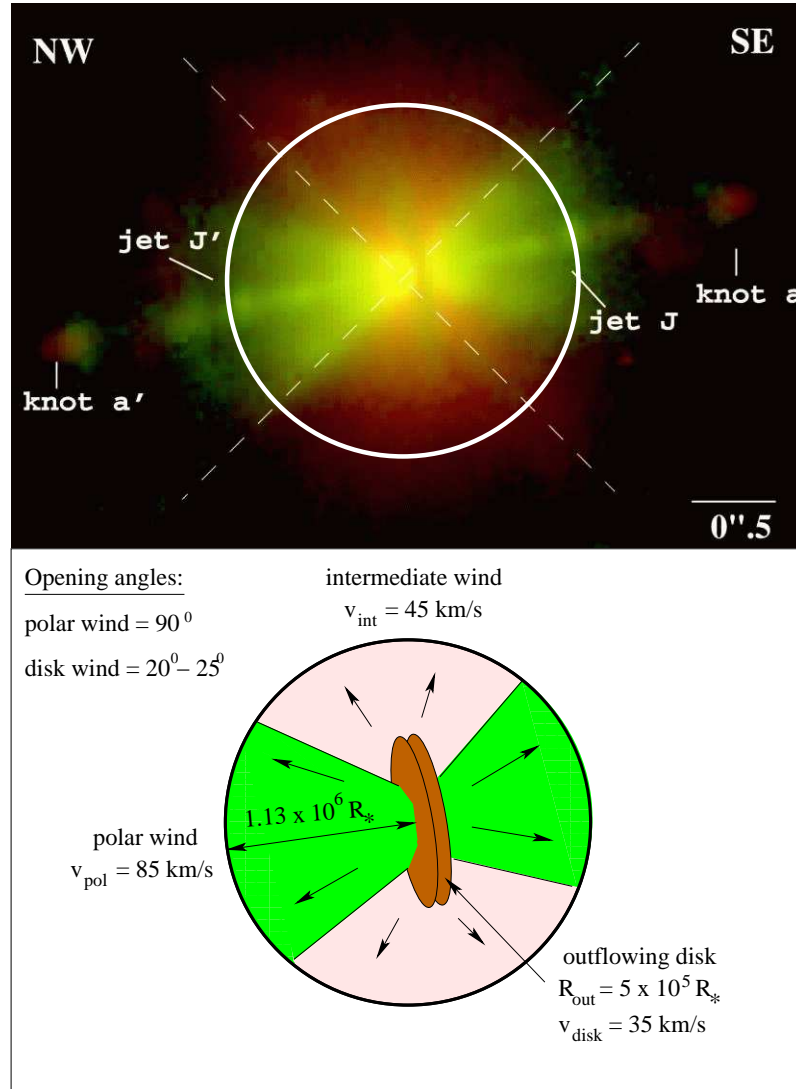 NW
SE
jet J’
knot a
jet J
knot a’
0".5
Opening angles:
polar wind = 90⁰
disk wind = 20⁰– 25⁰
intermediate wind
v_int = 45 km/s
1.13 x 10⁶ R_*
polar wind
v_pol = 85 km/s
outflowing disk
R_out = 5 x 10⁵ R_*
v_disk = 35 km/s